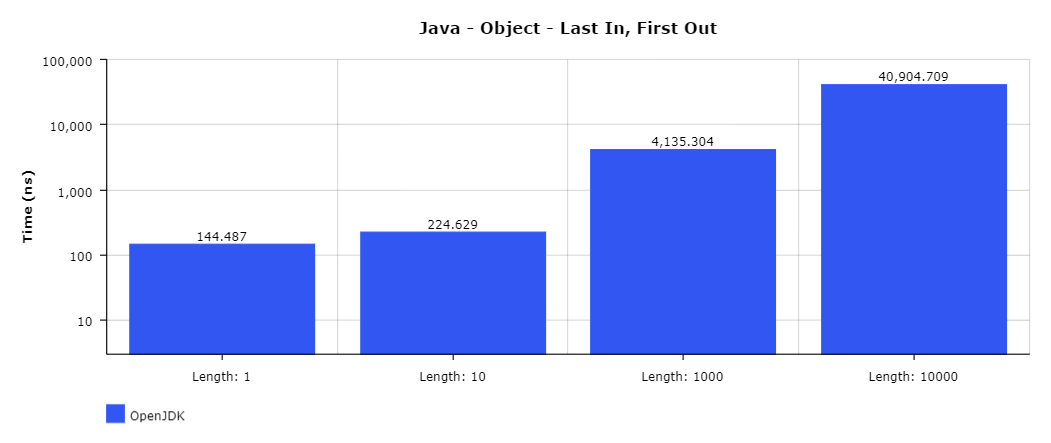 Java - Object - Last In, First Out
Time (ns)
100,000
10,000
1,000
100
10
144.487
224.629
4,135.304
40,904.709
Length: 1
Length: 10
Length: 1000
Length: 10000
OpenJDK